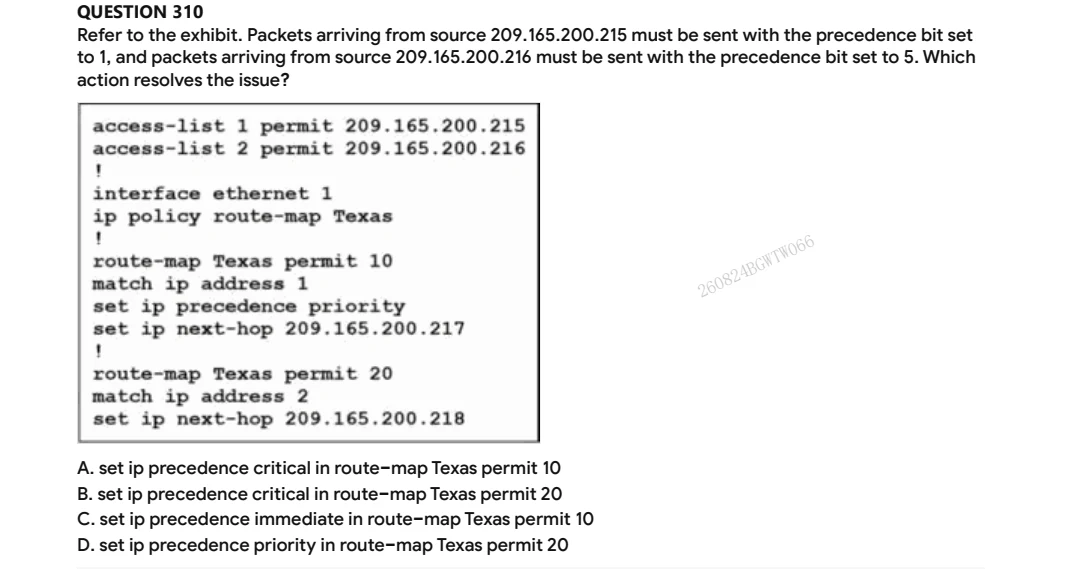 QUESTION 310
Refer to the exhibit. Packets arriving from source 209.165.200.215 must be sent with the precedence bit set
to 1, and packets arriving from source 209.165.200.216 must be sent with the precedence bit set to 5. Which
action resolves the issue?
access-list 1 permit 209.165.200.215
access-list 2 permit 209.165.200.216
!
interface ethernet 1
ip policy route-map Texas
!
route-map Texas permit 10
match ip address 1
set ip precedence priority
set ip next-hop 209.165.200.217
!
route-map Texas permit 20
match ip address 2
set ip next-hop 209.165.200.218
260824BGWTW066
A. set ip precedence critical in route-map Texas permit 10
B. set ip precedence critical in route-map Texas permit 20
C. set ip precedence immediate in route-map Texas permit 10
D. set ip precedence priority in route-map Texas permit 20